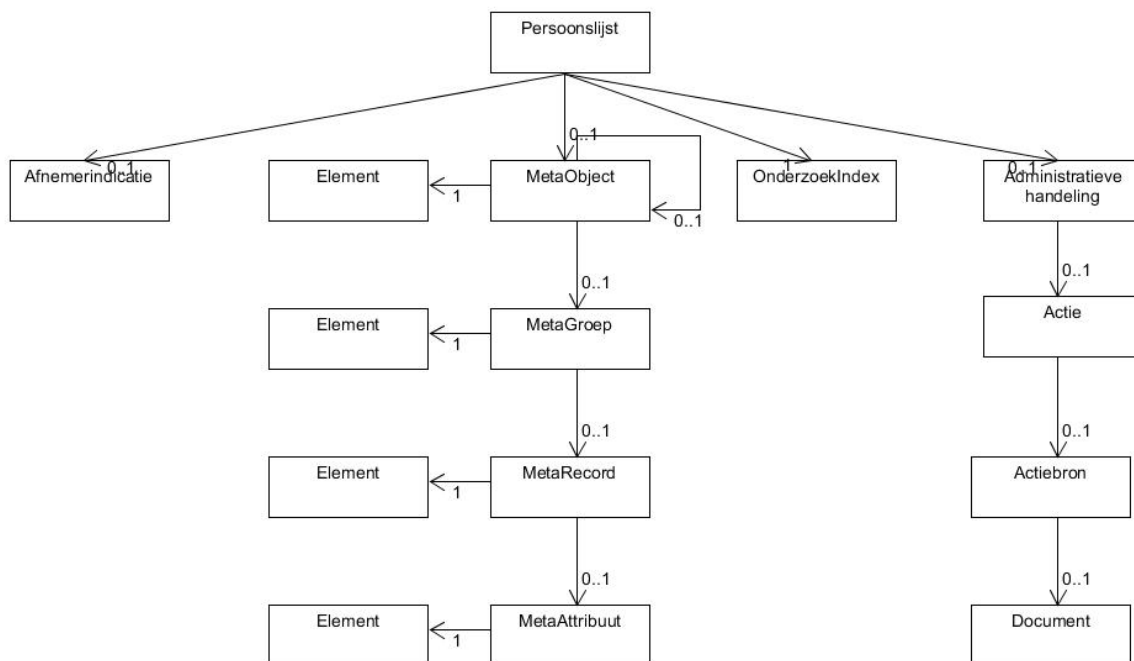 Persoonslijst
0..1
0..1
1
0..1
Afnemerindicatie
Element
MetaObject
OnderzoekIndex
Administratieve
handeling
1
0..1
0..1
0..1
Element
MetaGroep
Actie
1
0..1
0..1
Element
MetaRecord
Actiebron
1
0..1
0..1
Element
MetaAttribuut
Document
1